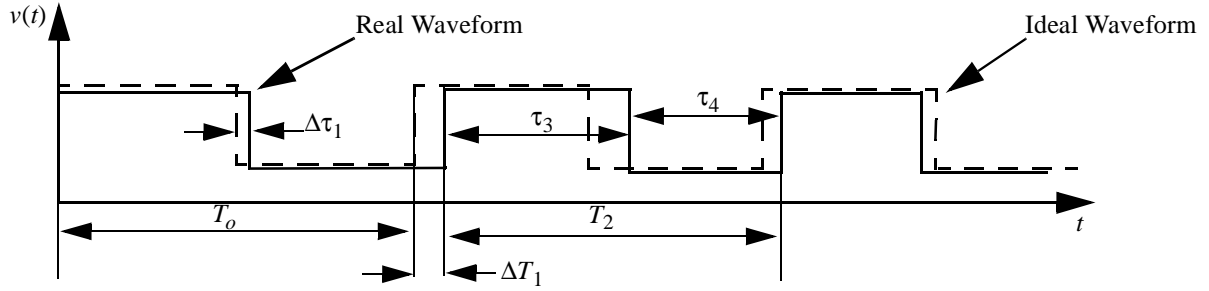 v(t)
Real Waveform
Ideal Waveform
Δτ₁
τ₃
τ₄
Tₒ
T₂
t
ΔT₁